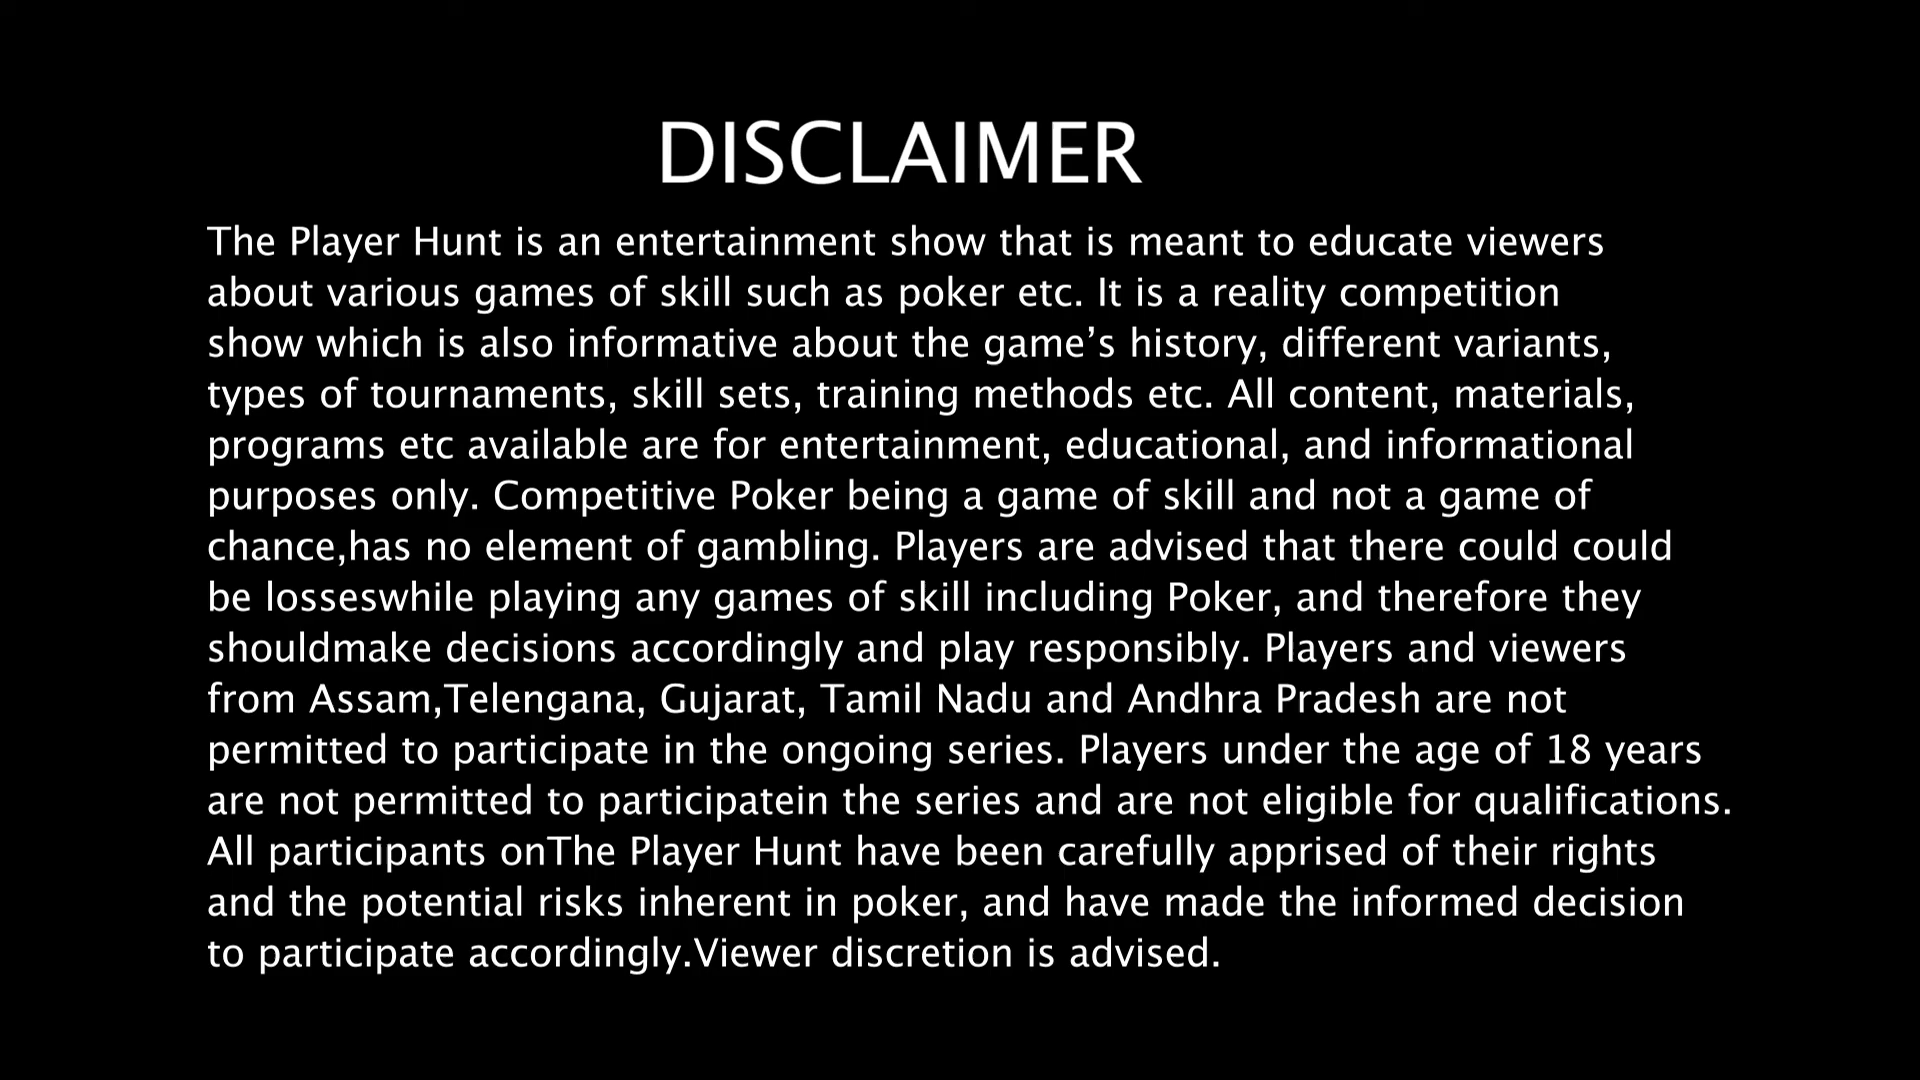 DISCLAIMER
The Player Hunt is an entertainment show that is meant to educate viewers
about various games of skill such as poker etc. It is a reality competition
show which is also informative about the game’s history, different variants,
types of tournaments, skill sets, training methods etc. All content, materials,
programs etc available are for entertainment, educational, and informational
purposes only. Competitive Poker being a game of skill and not a game of
chance,has no element of gambling. Players are advised that there could could
be losseswhile playing any games of skill including Poker, and therefore they
shouldmake decisions accordingly and play responsibly. Players and viewers
from Assam,Telengana, Gujarat, Tamil Nadu and Andhra Pradesh are not
permitted to participate in the ongoing series. Players under the age of 18 years
are not permitted to participatein the series and are not eligible for qualifications.
All participants onThe Player Hunt have been carefully apprised of their rights
and the potential risks inherent in poker, and have made the informed decision
to participate accordingly.Viewer discretion is advised.